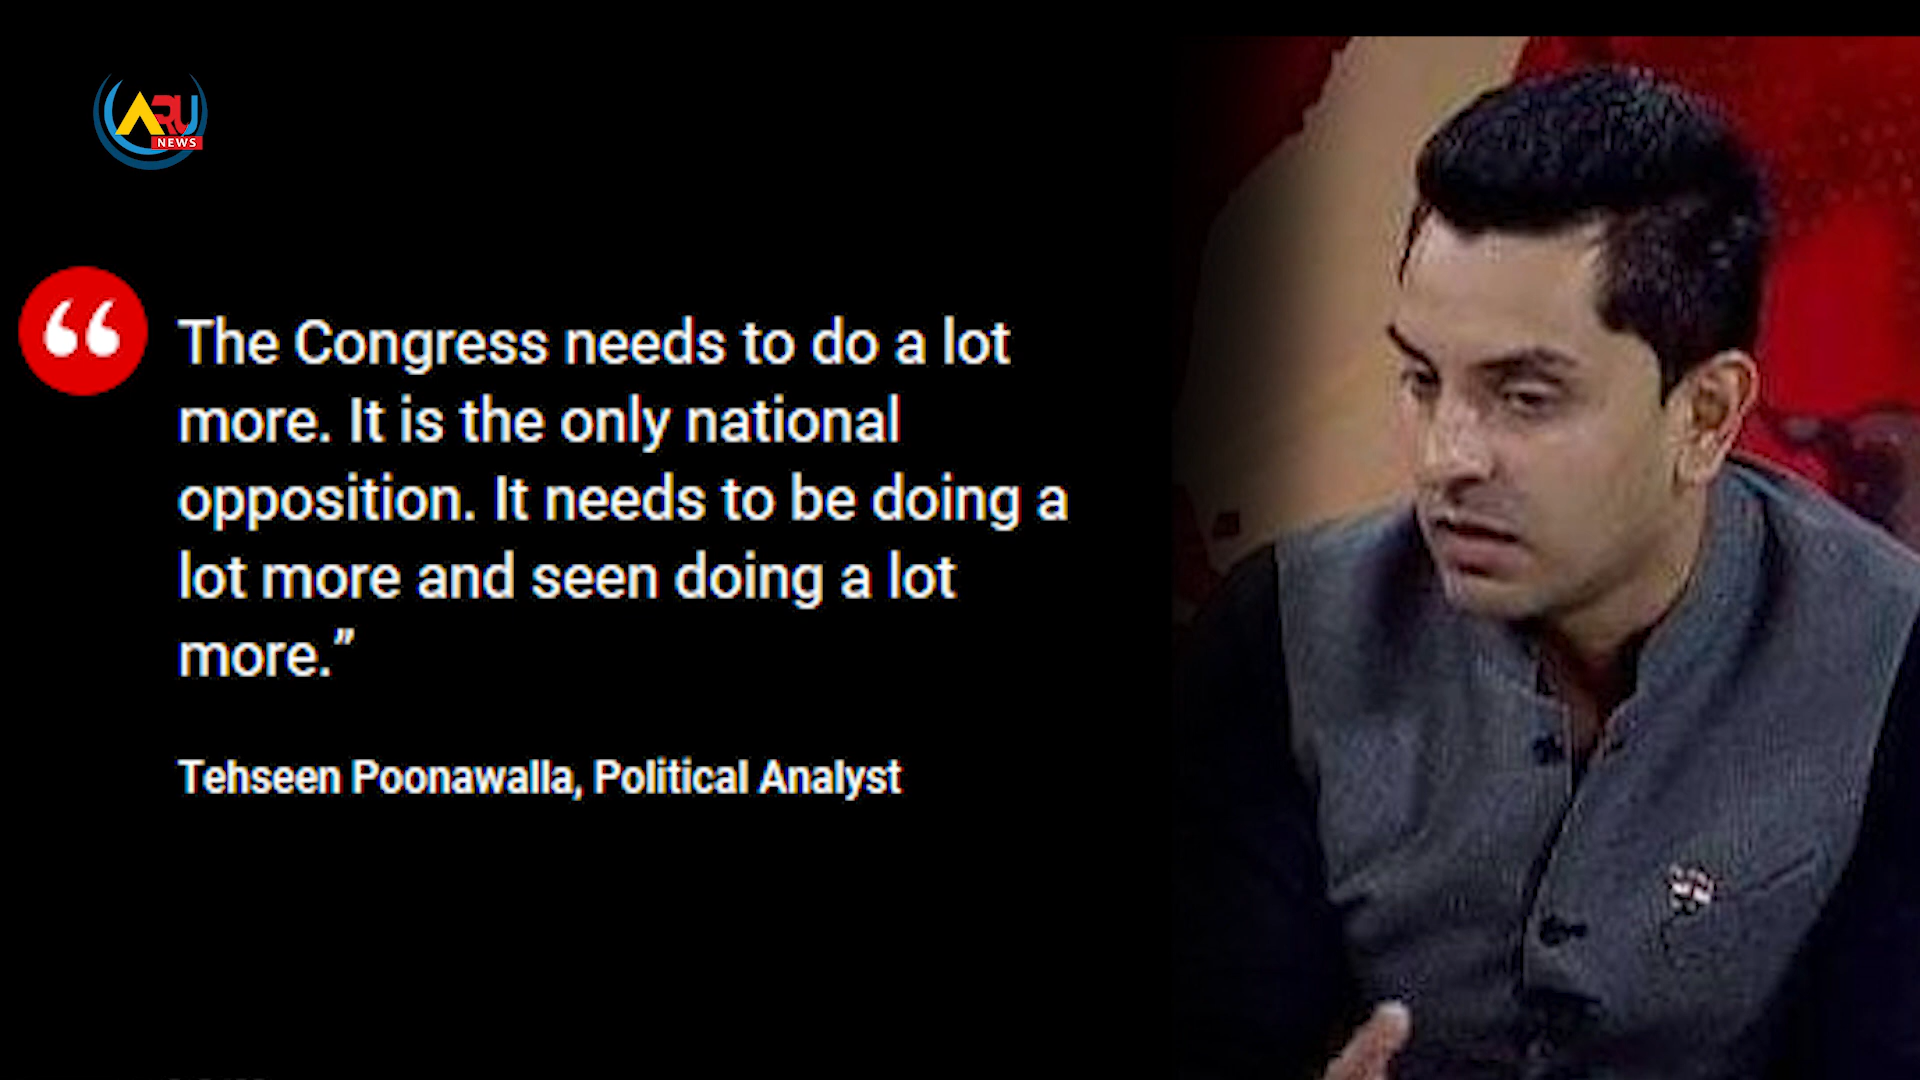 ARU
NEWS
“
The Congress needs to do a lot
more. It is the only national
opposition. It needs to be doing a
lot more and seen doing a lot
more.”
Tehseen Poonawalla, Political Analyst